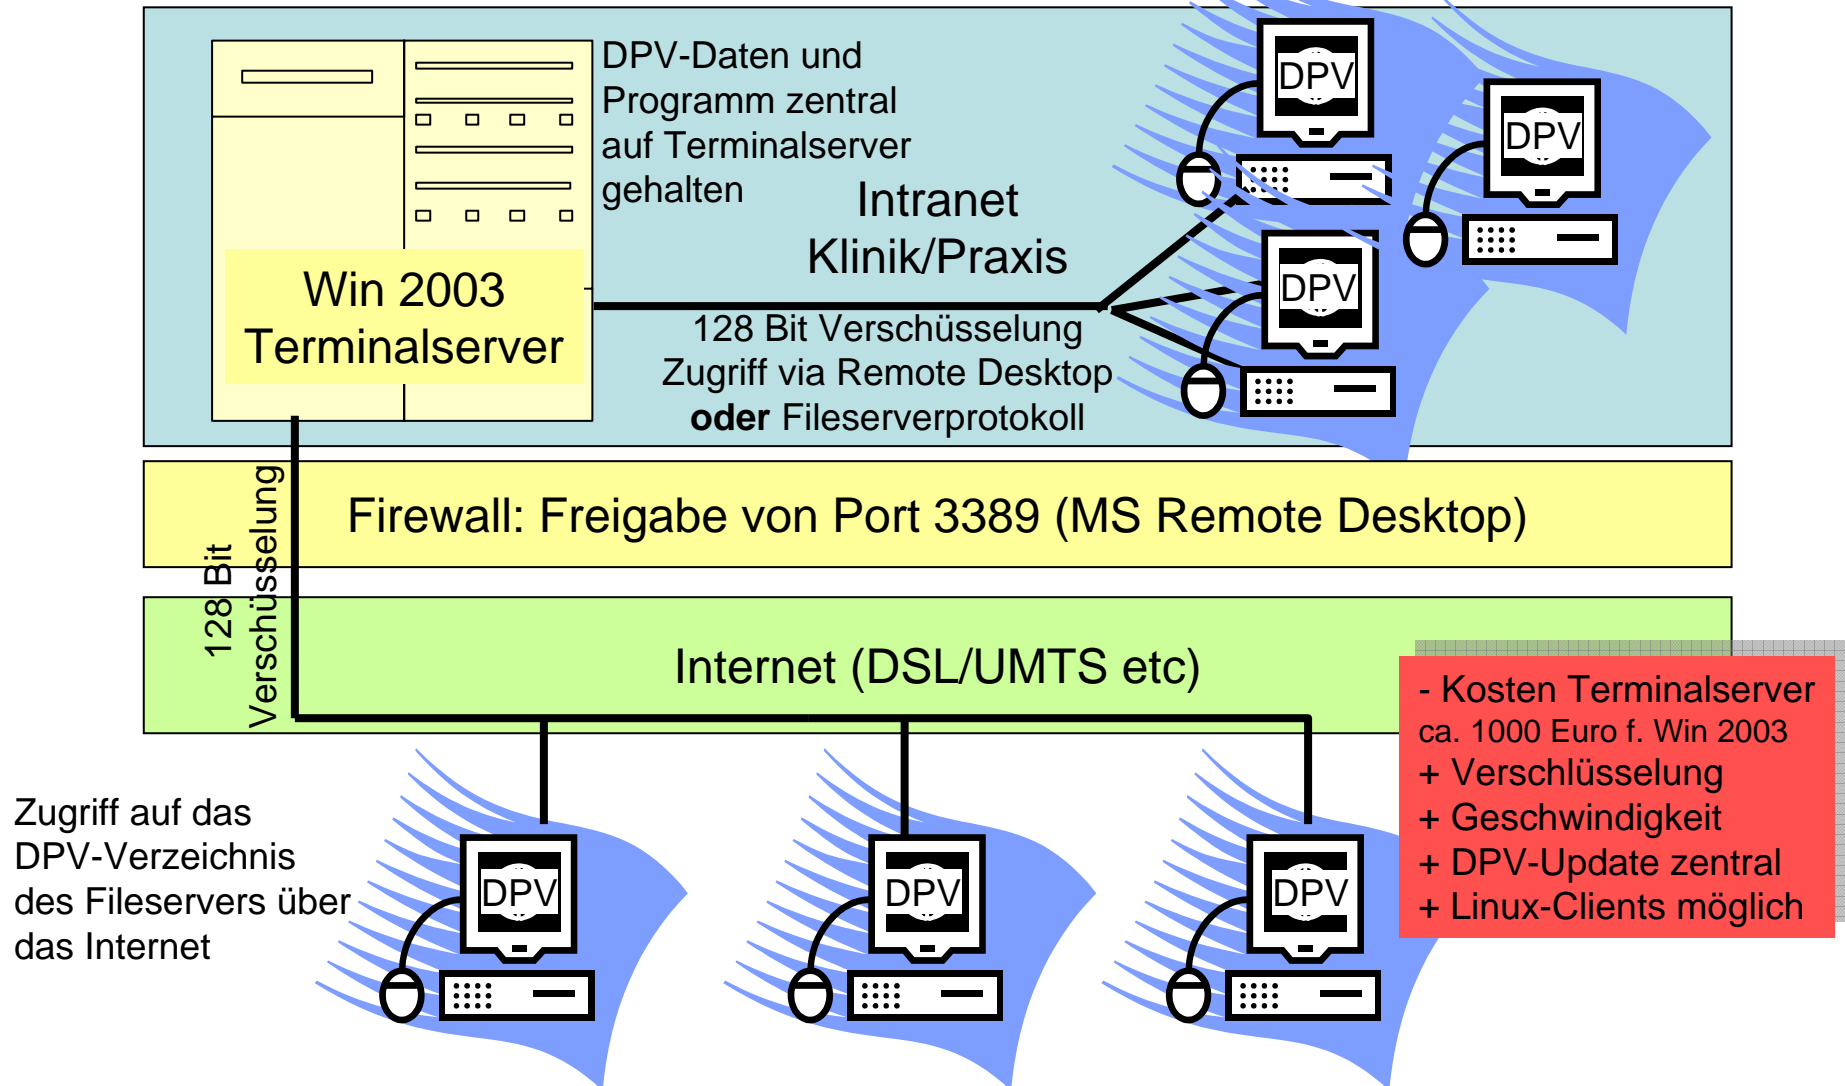 DPV-Daten und
Programm zentral
auf Terminalserver
gehalten
Intranet
Klinik/Praxis
DPV
DPV
DPV
Win 2003
Terminalserver
128 Bit Verschüsselung
Zugriff via Remote Desktop
oder Fileserverprotokoll
128 Bit
Verschüsselung
Firewall: Freigabe von Port 3389 (MS Remote Desktop)
Internet (DSL/UMTS etc)
- Kosten Terminalserver
ca. 1000 Euro f. Win 2003
+ Verschlüsselung
+ Geschwindigkeit
+ DPV-Update zentral
+ Linux-Clients möglich
Zugriff auf das
DPV-Verzeichnis
des Fileservers über
das Internet
DPV
DPV
DPV